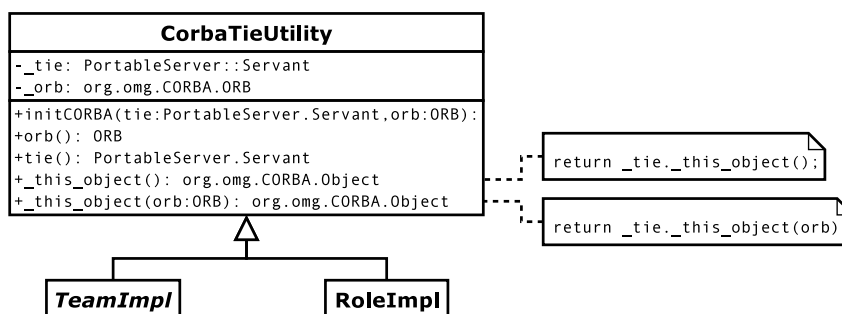 CorbaTieUtility
-_tie: PortableServer::Servant
-_orb: org.omg.CORBA.ORB
+initCORBA(tie:PortableServer.Servant,orb:ORB):
+orb(): ORB
+tie(): PortableServer.Servant
+_this_object(): org.omg.CORBA.Object
+_this_object(orb:ORB): org.omg.CORBA.Object
return _tie._this_object();
return _tie._this_object(orb)
TeamImpl
RoleImpl